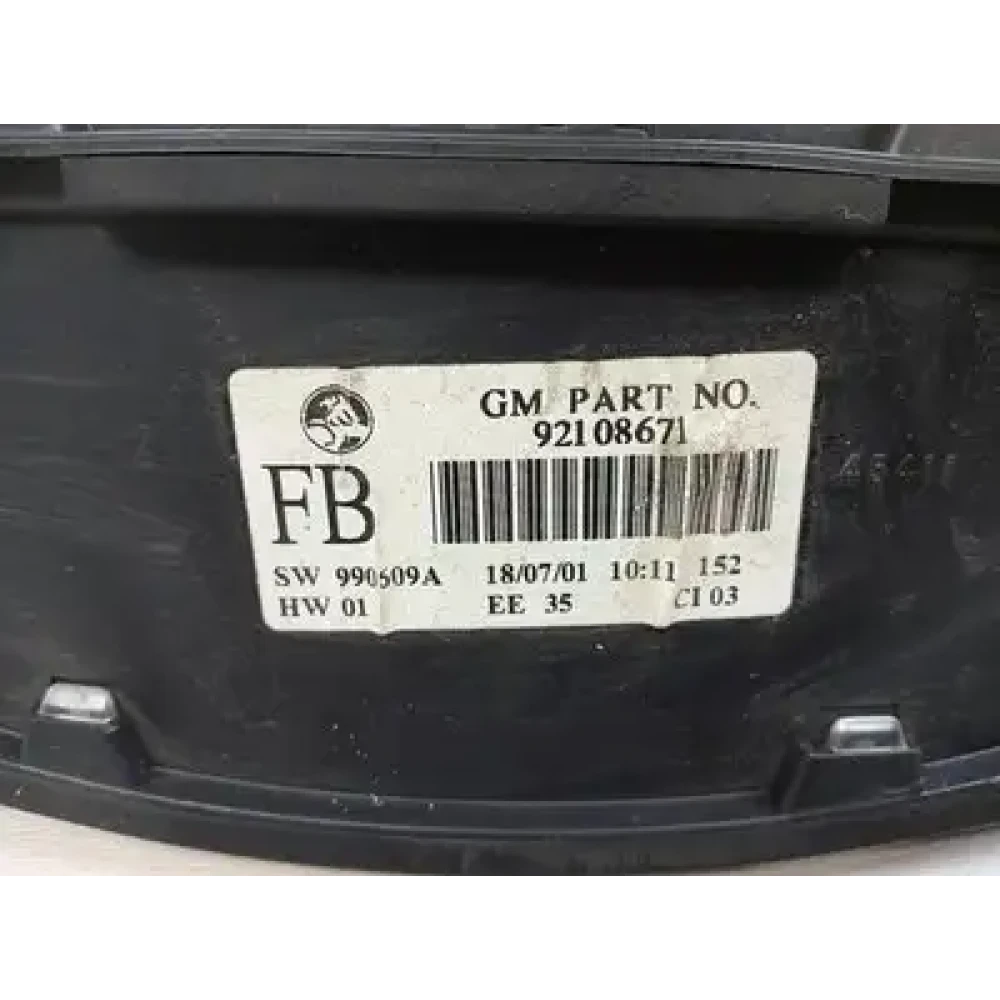 GM PART NO.
92108671
FB
SW 990609A 18/07/01 10:11 152
HW 01 EE 35 CI 03